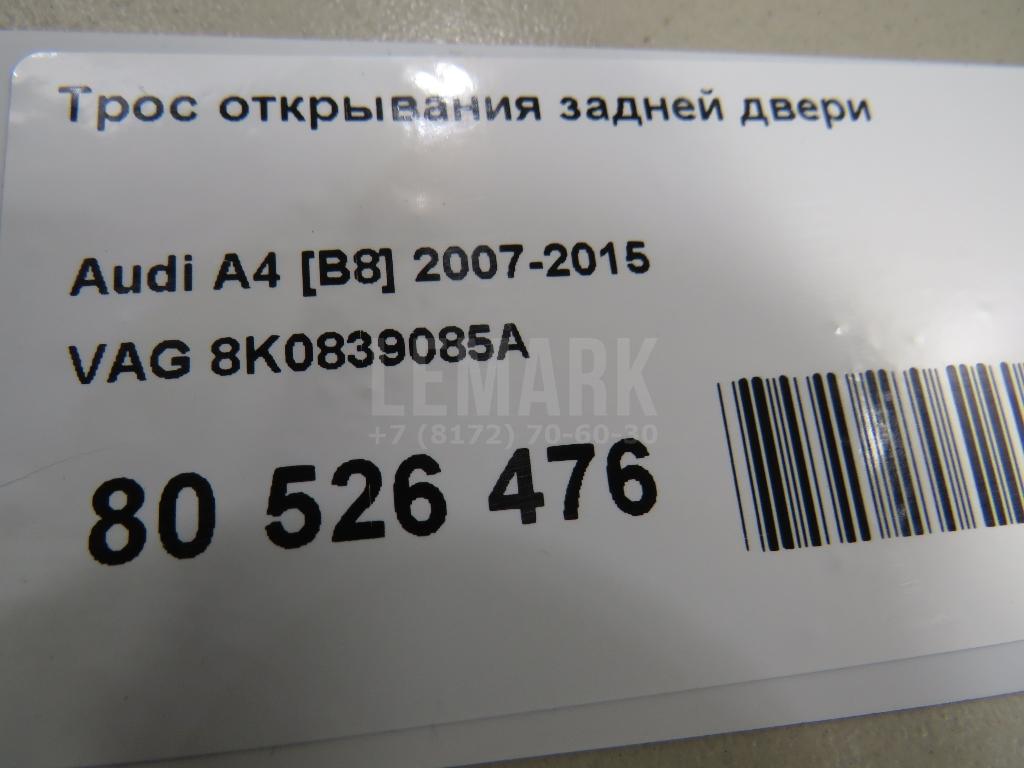 Трос открывания задней двери
Audi A4 [B8] 2007-2015
VAG 8K0839085A
LEMARK
+7 (8172) 70-60-30
80 526 476